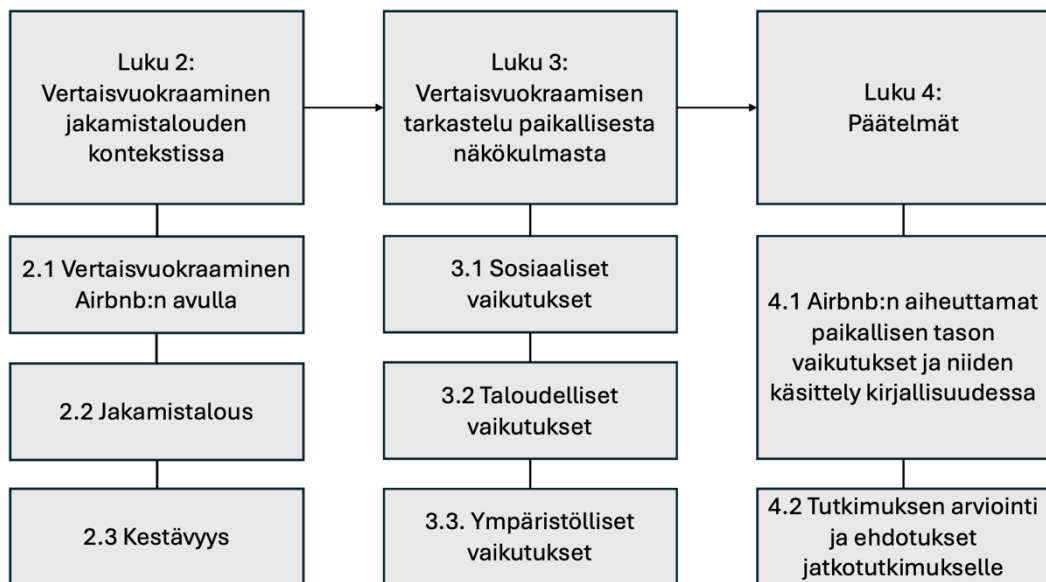 Luku 2:
Vertaisvuokraaminen
jakamistalouden
kontekstissa
2.1 Vertaisvuokraaminen
Airbnb:n avulla
2.2 Jakamistalous
2.3 Kestävyys
Luku 3:
Vertaisvuokraamisen
tarkastelu paikallisesta
näkökulmasta
3.1 Sosiaaliset
vaikutukset
3.2 Taloudelliset
vaikutukset
3.3. Ympäristölliset
vaikutukset
Luku 4:
Päätelmät
4.1 Airbnb:n aiheuttamat
paikallisen tason
vaikutukset ja niiden
käsittely kirjallisuudessa
4.2 Tutkimuksen arviointi
ja ehdotukset
jatkotutkimukselle